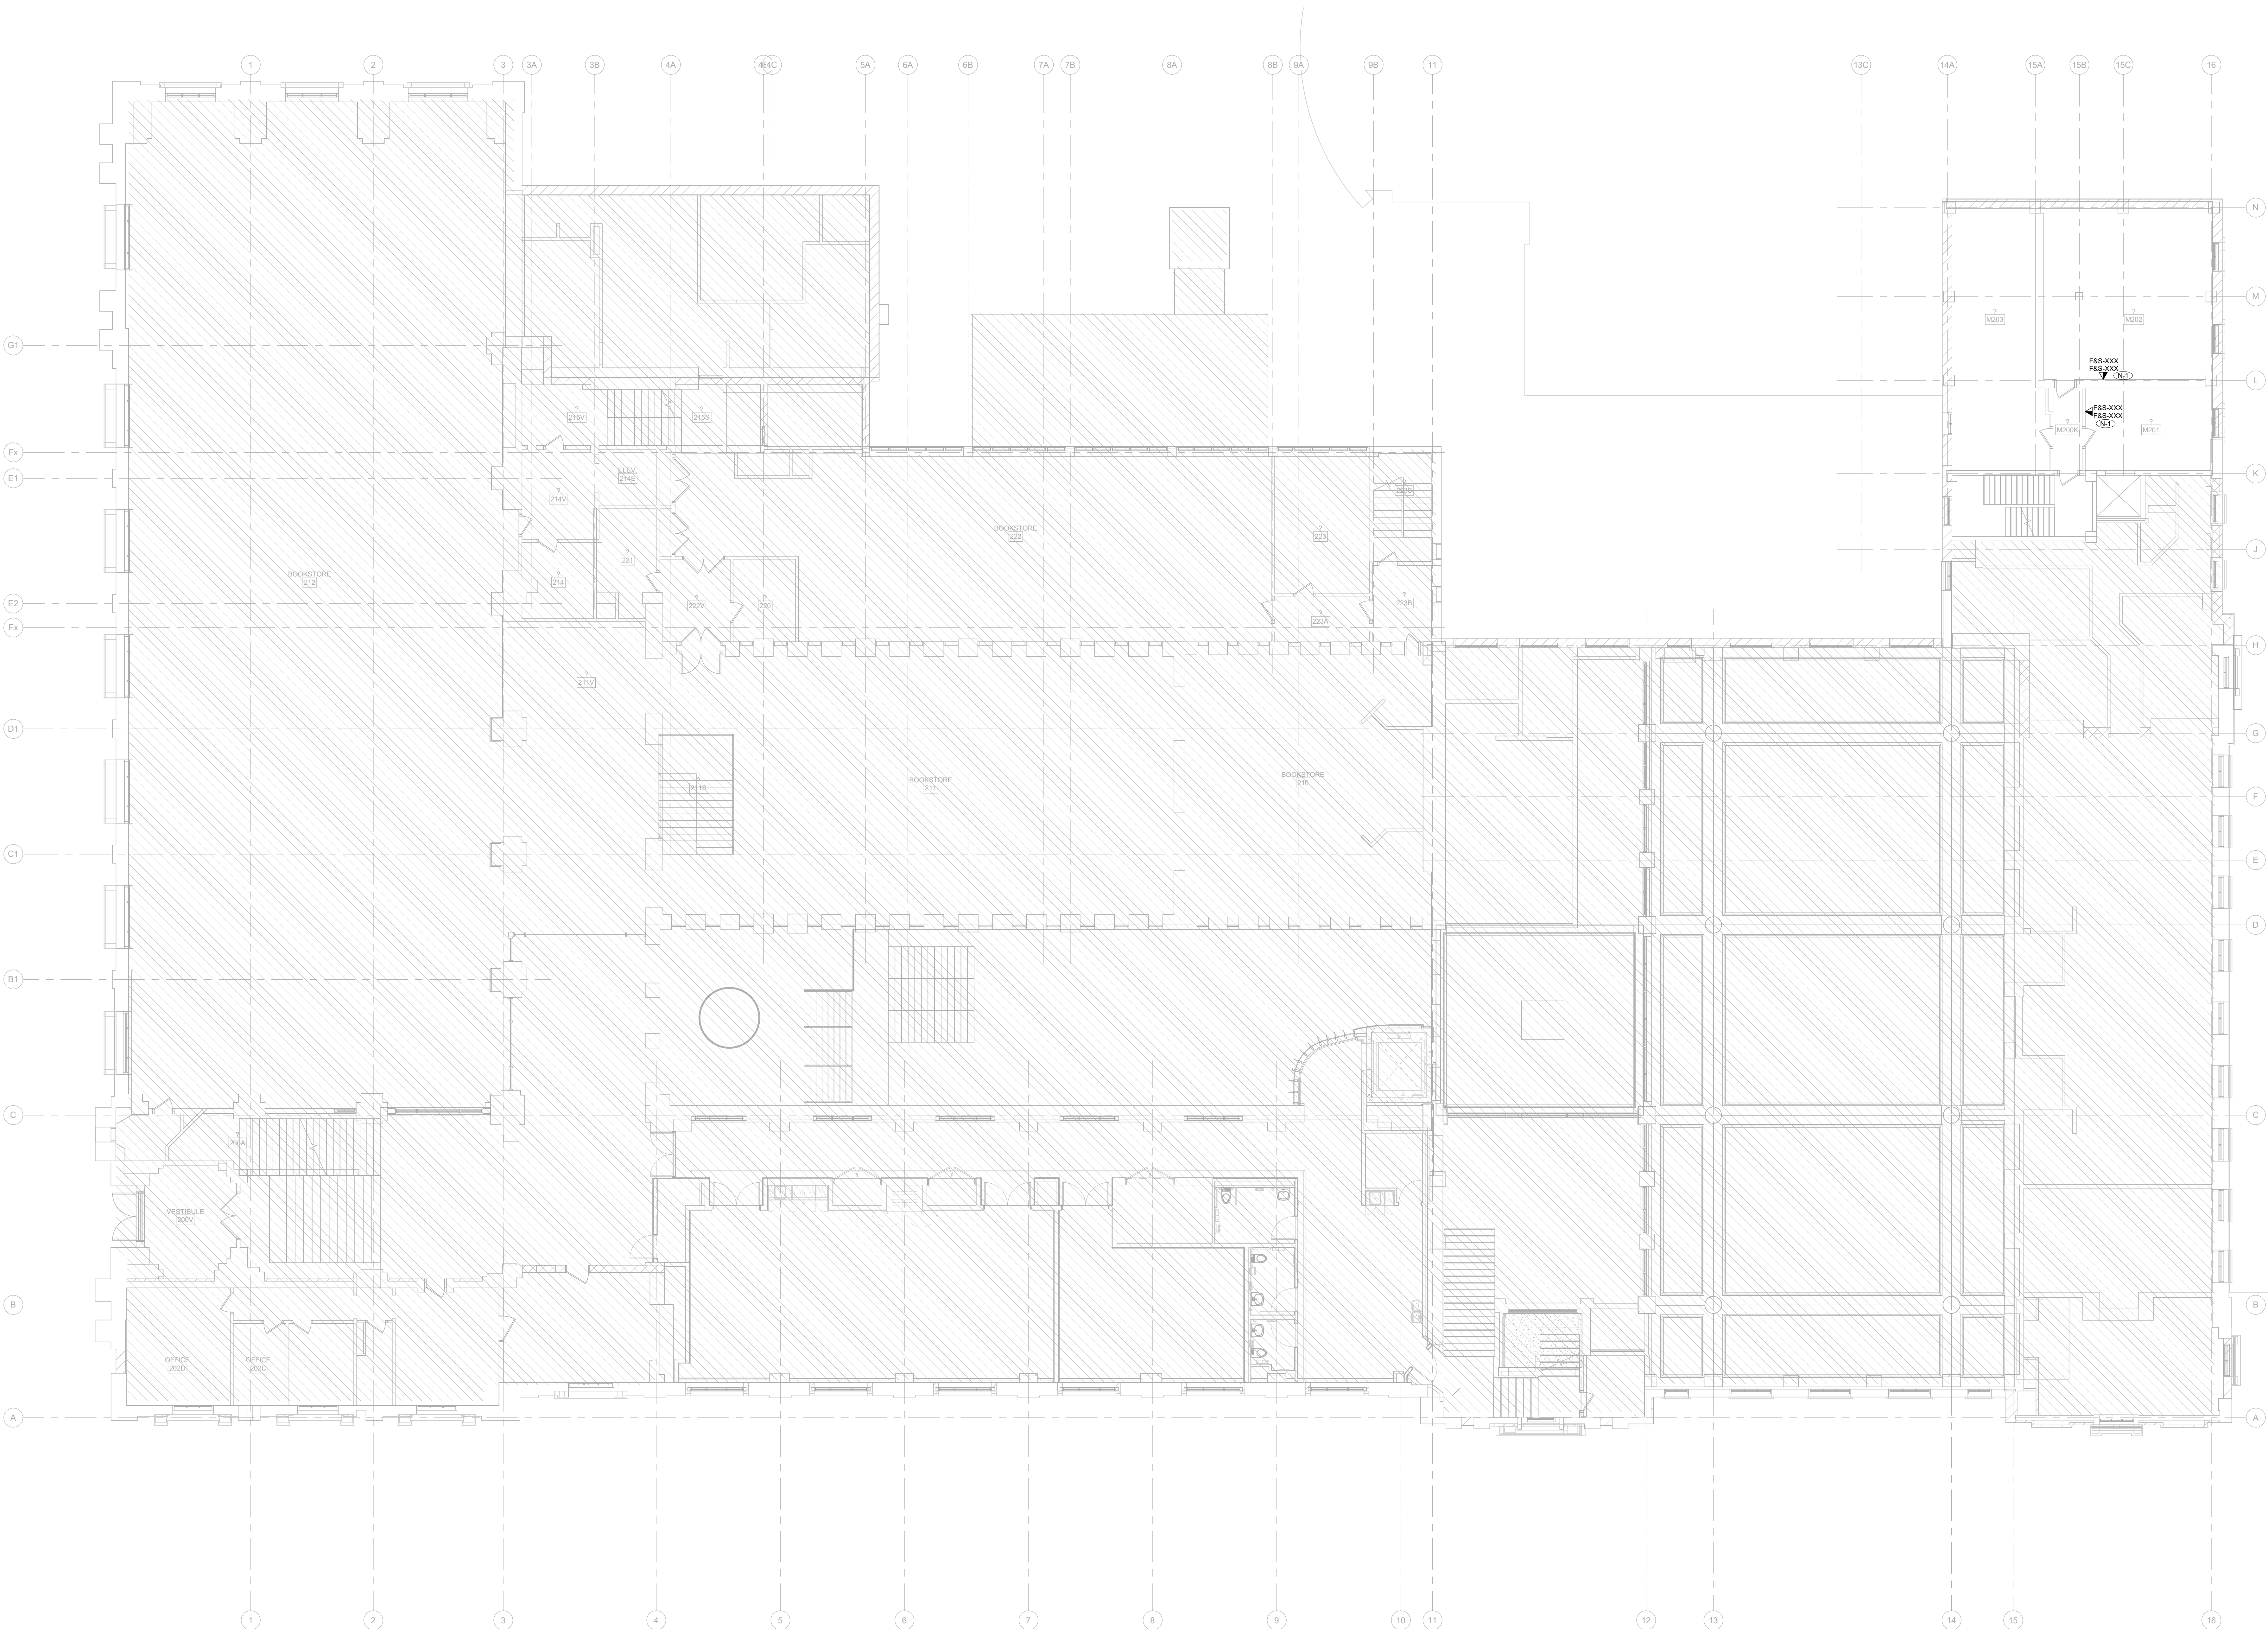 1
2
3
3A
3B
4A
4C
5A
6A
6B
7A
7B
8A
8B
9A
9B
11
13C
14A
15A
15B
15C
16
N
M
?
M203
?
M202
G1
F&S-XXX
F&S-XXX
N-1
L
?
216V
?
215S
F&S-XXX
F&S-XXX
N-1
?
M200K
?
M201
Fx
E1
ELEV.
214E
?
214V
K
BOOKSTORE
222
?
223
J
?
221
BOOKSTORE
212
?
214
E2
?
222V
?
220
?
223B
?
223A
Ex
H
?
211V
D1
G
BOOKSTORE
211
BOOKSTORE
210
?
211S
F
C1
E
D
B1
C
C
?
200A
VESTIBULE
200V
B
B
OFFICE
202D
OFFICE
202C
A
A
1
2
3
4
5
6
7
8
9
10
11
12
13
14
15
16